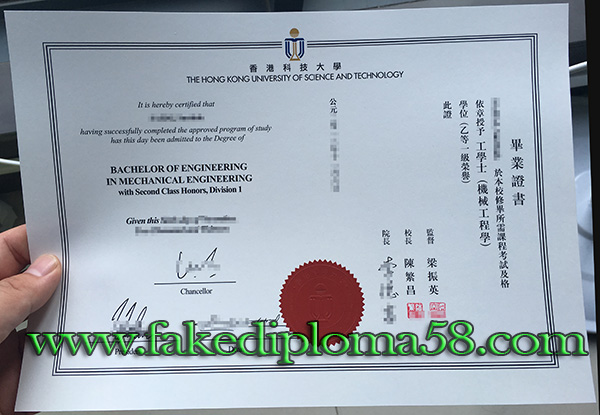 香港科技大學
THE HONG KONG UNIVERSITY OF SCIENCE AND TECHNOLOGY
It is hereby certified that
having successfully completed the approved program of study
has this day been admitted to the Degree of
BACHELOR OF ENGINEERING
IN MECHANICAL ENGINEERING
with Second Class Honors, Division 1
Given this
Chancellor
畢業證書
於本校修畢所需課程考試及格
依章授予工學士（機械工程學）
學位（乙等一級榮譽）
此證
公元
監督 梁振英
校長 陳繁昌
院長
www.fakediploma58.com